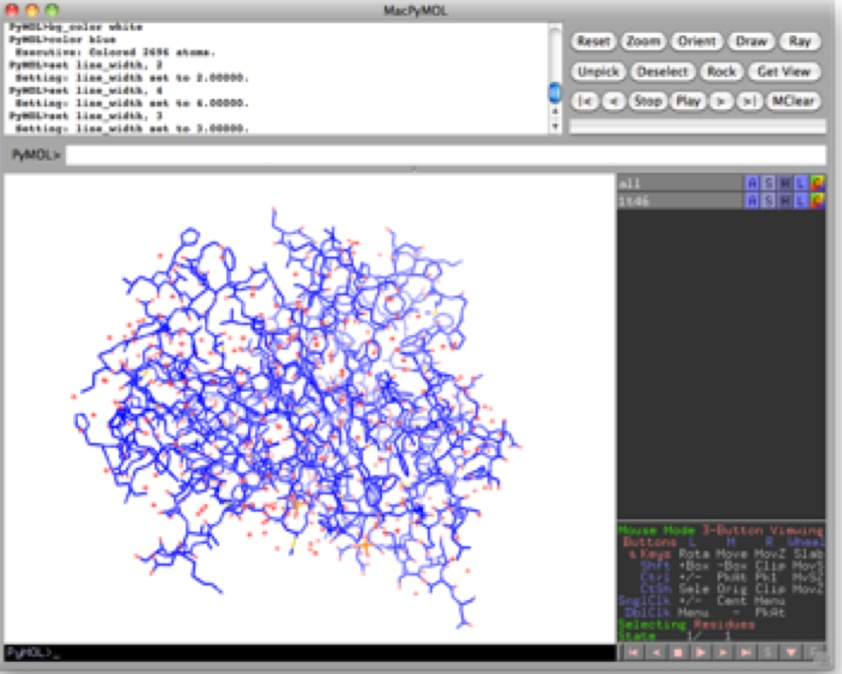 MacPyMOL
PyMOL>bg_color white
PyMOL>color blue
Executive: Colored 2696 atoms.
PyMOL>set line_width, 2
Setting: line_width set to 2.00000.
PyMOL>set line_width, 6
Setting: line_width set to 6.00000.
PyMOL>set line_width, 3
Setting: line_width set to 3.00000.
Reset Zoom Orient Draw Ray
Unpick Deselect Rock Get View
|< < Stop Play > >| MClear
PyMOL>
all A S H L C
1t46 A S H L C
Mouse Mode 3-Button Viewing
Buttons L M R Wheel
& Keys Rota Move MovZ Slab
Shft +Box -Box Clip MovS
Ctrl +/- PkAt Pk1 MvSZ
CtSh Sele Orig Clip MovZ
SnglClk +/- Cent Menu
DblClk Menu - PkAt
Selecting Residues
State 1/ 1
PyMOL>_
S F